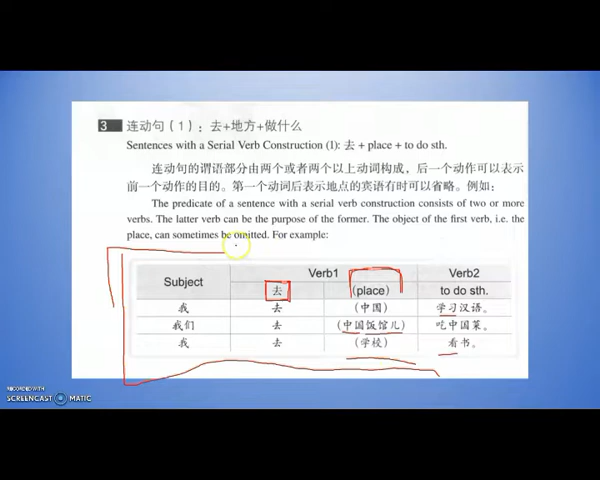 3 连动句（1）：去+地方+做什么
Sentences with a Serial Verb Construction (1): 去 + place + to do sth.
连动句的谓语部分由两个或者两个以上动词构成，后一个动作可以表示
前一个动作的目的。第一个动词后表示地点的宾语有时可以省略。例如：
The predicate of a sentence with a serial verb construction consists of two or more
verbs. The latter verb can be the purpose of the former. The object of the first verb, i.e. the
place, can sometimes be omitted. For example:
Subject Verb1 Verb2
去 (place) to do sth.
我 去 （中国） 学习汉语。
我们 去 （中国饭馆儿） 吃中国菜。
我 去 （学校） 看书。
RECORDED WITH
SCREENCAST MATIC